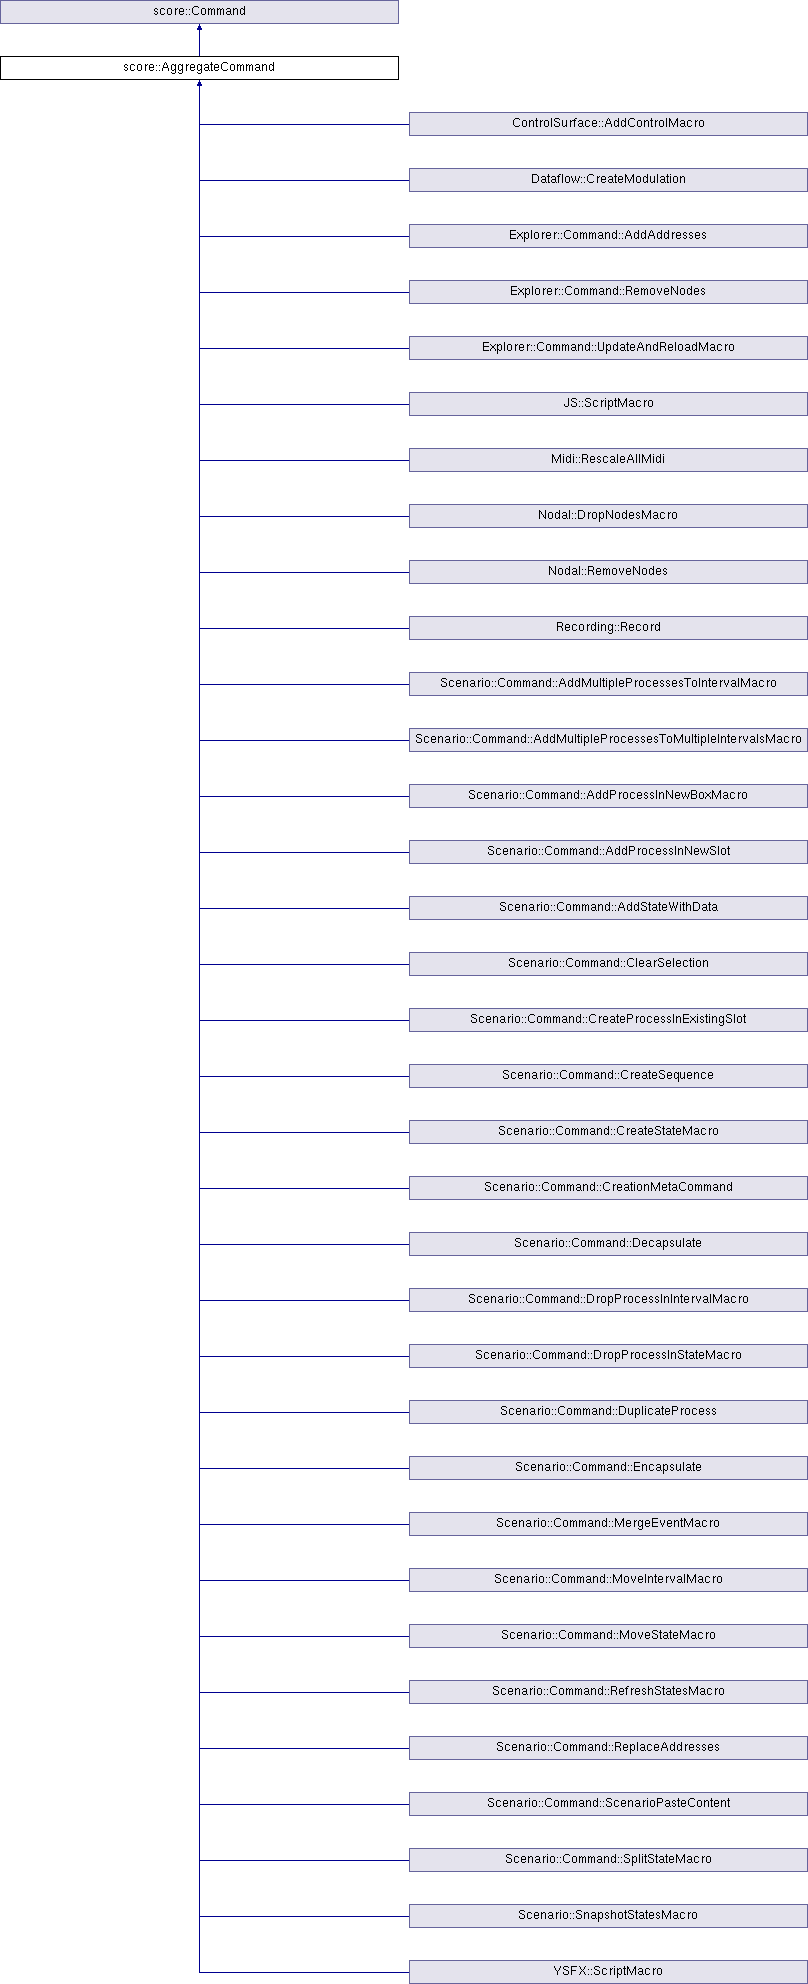 score::Command
score::AggregateCommand
ControlSurface::AddControlMacro
Dataflow::CreateModulation
Explorer::Command::AddAddresses
Explorer::Command::RemoveNodes
Explorer::Command::UpdateAndReloadMacro
JS::ScriptMacro
Midi::RescaleAllMidi
Nodal::DropNodesMacro
Nodal::RemoveNodes
Recording::Record
Scenario::Command::AddMultipleProcessesToIntervalMacro
Scenario::Command::AddMultipleProcessesToMultipleIntervalsMacro
Scenario::Command::AddProcessInNewBoxMacro
Scenario::Command::AddProcessInNewSlot
Scenario::Command::AddStateWithData
Scenario::Command::ClearSelection
Scenario::Command::CreateProcessInExistingSlot
Scenario::Command::CreateSequence
Scenario::Command::CreateStateMacro
Scenario::Command::CreationMetaCommand
Scenario::Command::Decapsulate
Scenario::Command::DropProcessInIntervalMacro
Scenario::Command::DropProcessInStateMacro
Scenario::Command::DuplicateProcess
Scenario::Command::Encapsulate
Scenario::Command::MergeEventMacro
Scenario::Command::MoveIntervalMacro
Scenario::Command::MoveStateMacro
Scenario::Command::RefreshStatesMacro
Scenario::Command::ReplaceAddresses
Scenario::Command::ScenarioPasteContent
Scenario::Command::SplitStateMacro
Scenario::SnapshotStatesMacro
YSFX::ScriptMacro